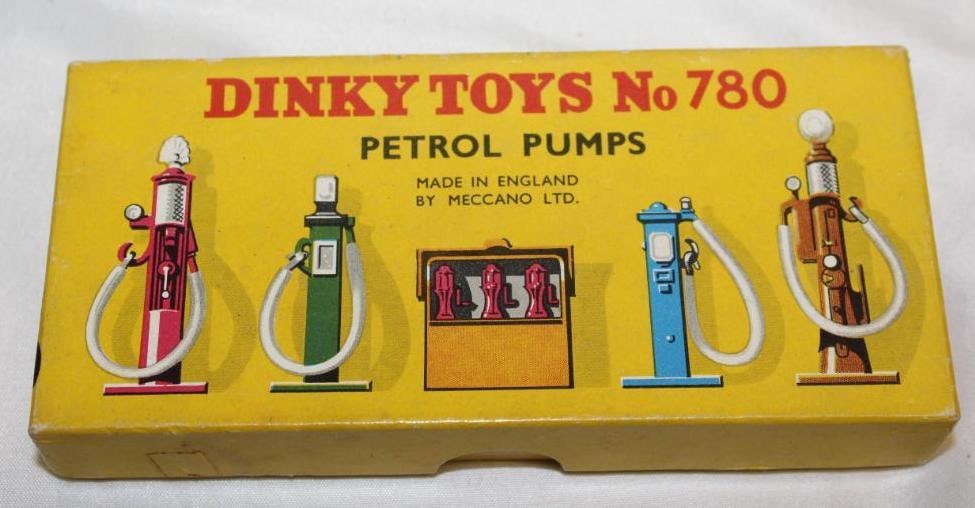 DINKY TOYS No 780
PETROL PUMPS
MADE IN ENGLAND
BY MECCANO LTD.